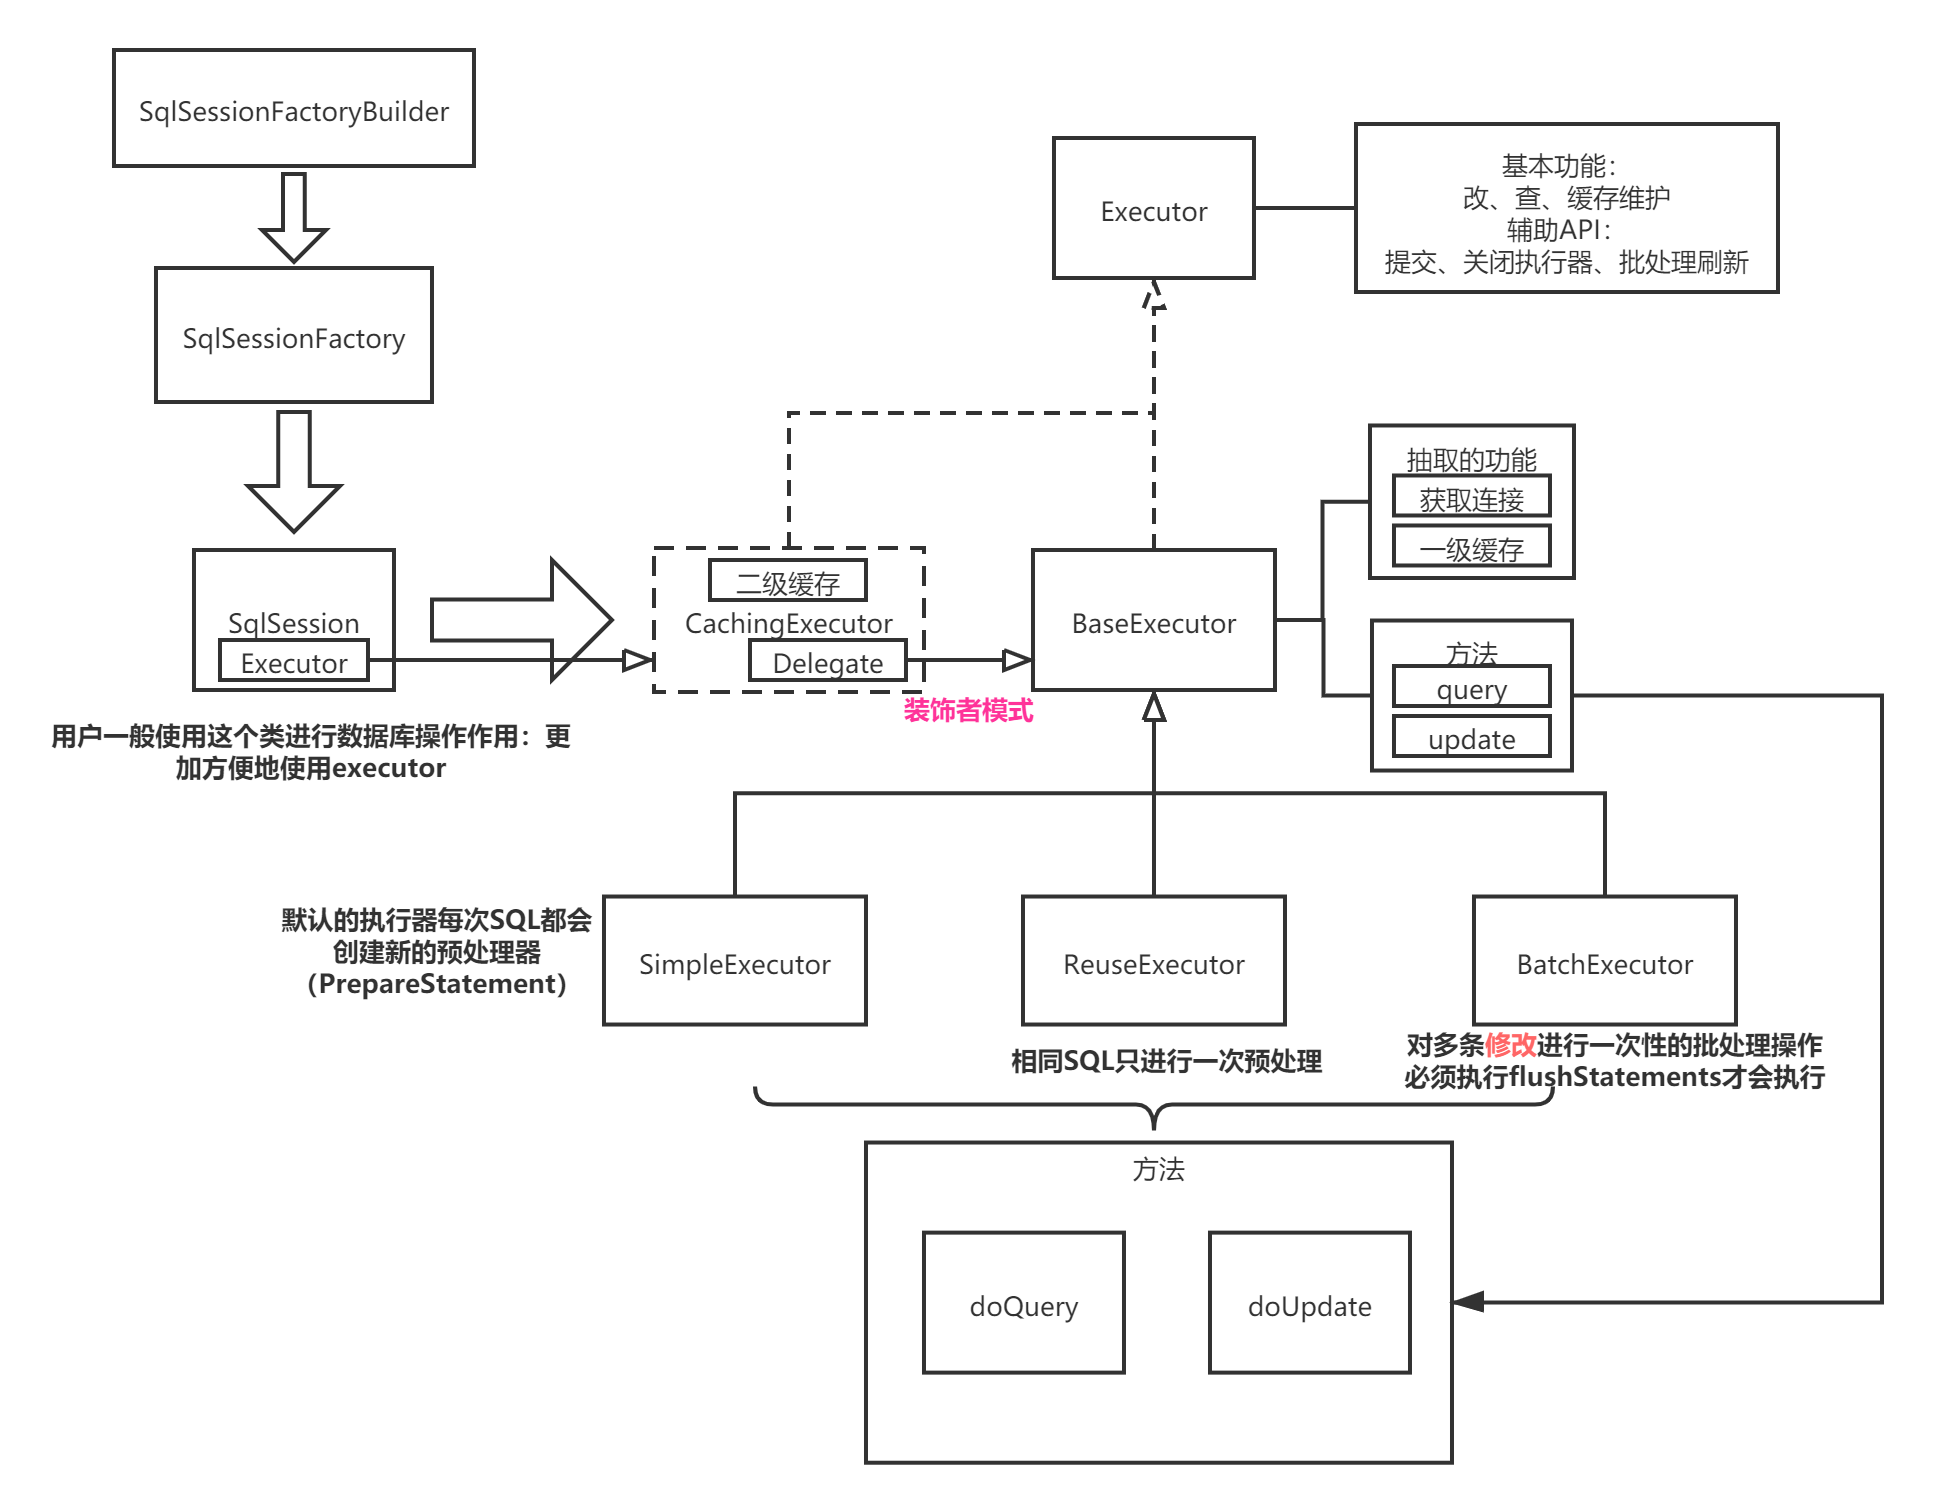 SqlSessionFactoryBuilder
SqlSessionFactory
SqlSession
Executor
用户一般使用这个类进行数据库操作作用：更
加方便地使用executor
Executor
基本功能：
改、查、缓存维护
辅助API：
提交、关闭执行器、批处理刷新
二级缓存
CachingExecutor
Delegate
装饰者模式
BaseExecutor
抽取的功能
获取连接
一级缓存
方法
query
update
默认的执行器每次SQL都会
创建新的预处理器
（PrepareStatement）
SimpleExecutor
ReuseExecutor
相同SQL只进行一次预处理
BatchExecutor
对多条修改进行一次性的批处理操作
必须执行flushStatements才会执行
方法
doQuery
doUpdate